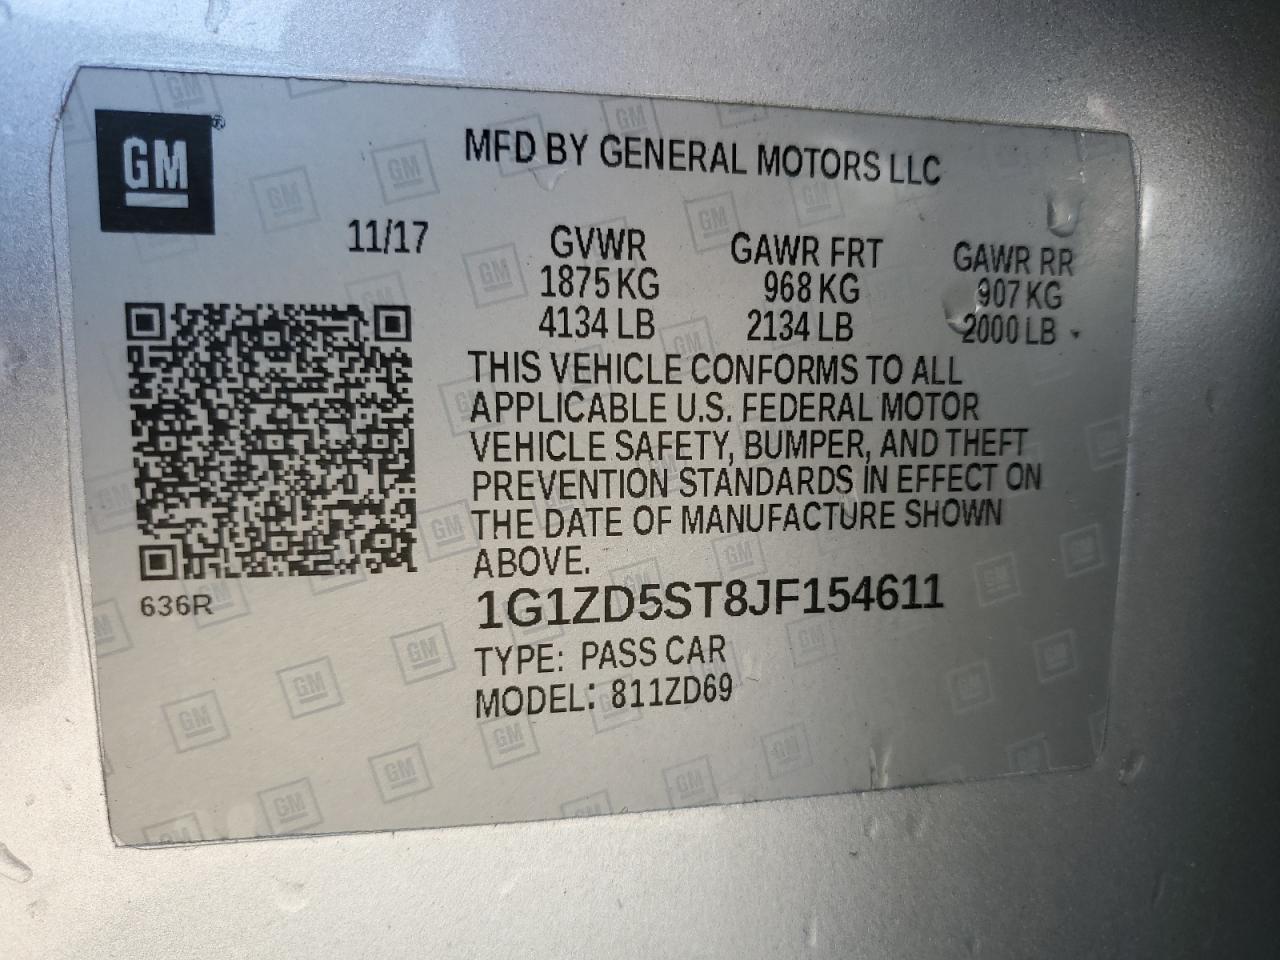 GM®
MFD BY GENERAL MOTORS LLC
11/17
GVWR GAWR FRT GAWR RR
1875 KG 968 KG 907 KG
4134 LB 2134 LB 2000 LB
THIS VEHICLE CONFORMS TO ALL
APPLICABLE U.S. FEDERAL MOTOR
VEHICLE SAFETY, BUMPER, AND THEFT
PREVENTION STANDARDS IN EFFECT ON
THE DATE OF MANUFACTURE SHOWN
ABOVE.
636R
1G1ZD5ST8JF154611
TYPE: PASS CAR
MODEL: 811ZD69